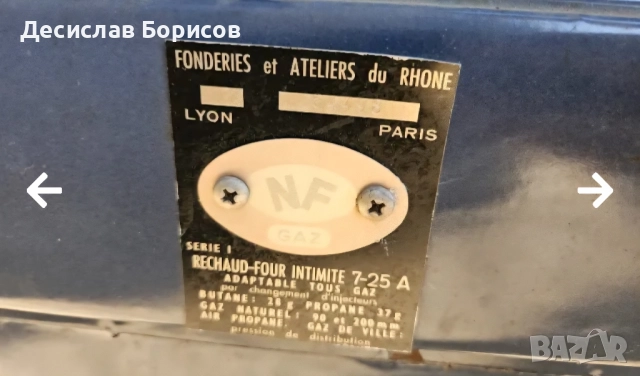 Десислав Борисов
FONDERIES et ATELIERS du RHONE
LYON PARIS
NF
GAZ
SERIE I
RECHAUD-FOUR INTIMITE 7-25 A
ADAPTABLE TOUS GAZ
par changement d'injecteurs
BUTANE: 28 g PROPANE 37 g
GAZ NATUREL: 90 et 200 mm
AIR PROPANE, GAZ DE VILLE:
pression de distribution
BAZAR